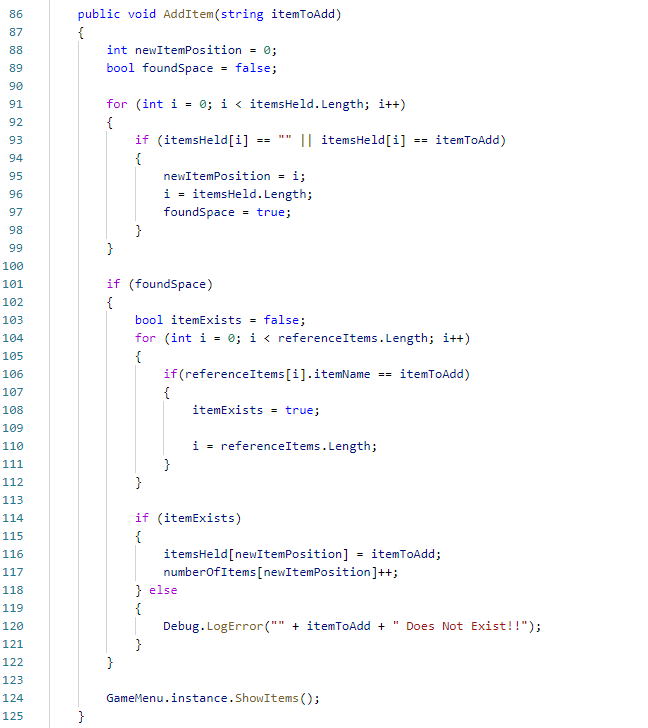 86 public void AddItem(string itemToAdd)
87 {
88 int newItemPosition = 0;
89 bool foundSpace = false;
90
91 for (int i = 0; i < itemsHeld.Length; i++)
92 {
93 if (itemsHeld[i] == "" || itemsHeld[i] == itemToAdd)
94 {
95 newItemPosition = i;
96 i = itemsHeld.Length;
97 foundSpace = true;
98 }
99 }
100
101 if (foundSpace)
102 {
103 bool itemExists = false;
104 for (int i = 0; i < referenceItems.Length; i++)
105 {
106 if(referenceItems[i].itemName == itemToAdd)
107 {
108 itemExists = true;
109
110 i = referenceItems.Length;
111 }
112 }
113
114 if (itemExists)
115 {
116 itemsHeld[newItemPosition] = itemToAdd;
117 numberOfItems[newItemPosition]++;
118 } else
119 {
120 Debug.LogError("" + itemToAdd + " Does Not Exist!!");
121 }
122 }
123
124 GameMenu.instance.ShowItems();
125 }